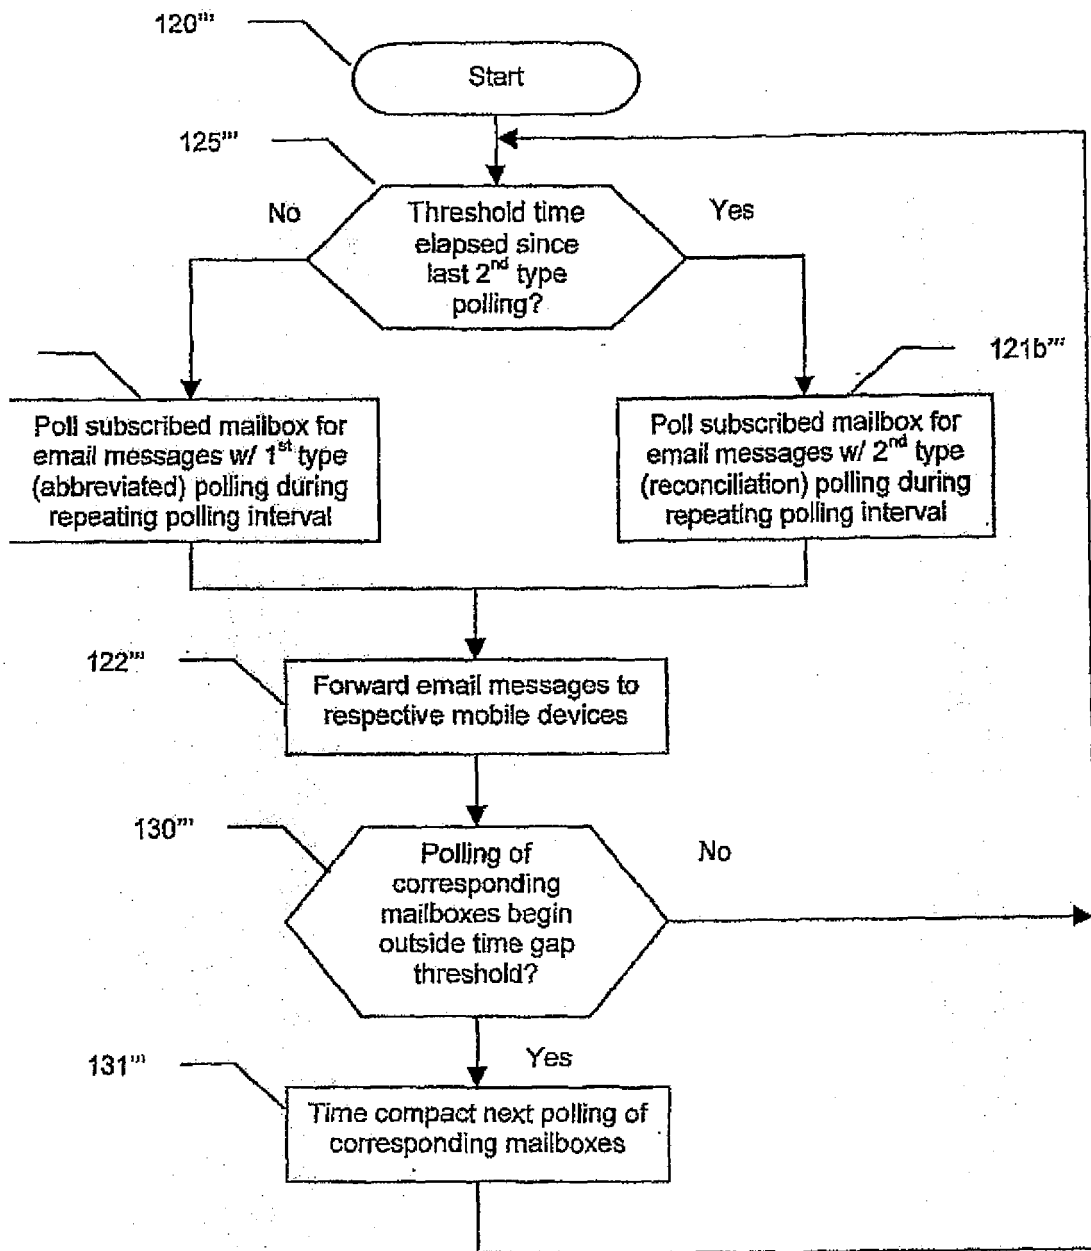 120''''
Start
125''''
No
Threshold time
elapsed since
last 2nd type
polling?
Yes
121b''''
Poll subscribed mailbox for
email messages w/ 1st type
(abbreviated) polling during
repeating polling interval
Poll subscribed mailbox for
email messages w/ 2nd type
(reconciliation) polling during
repeating polling interval
122''''
Forward email messages to
respective mobile devices
130''''
Polling of
corresponding
mailboxes begin
outside time gap
threshold?
No
Yes
131''''
Time compact next polling of
corresponding mailboxes